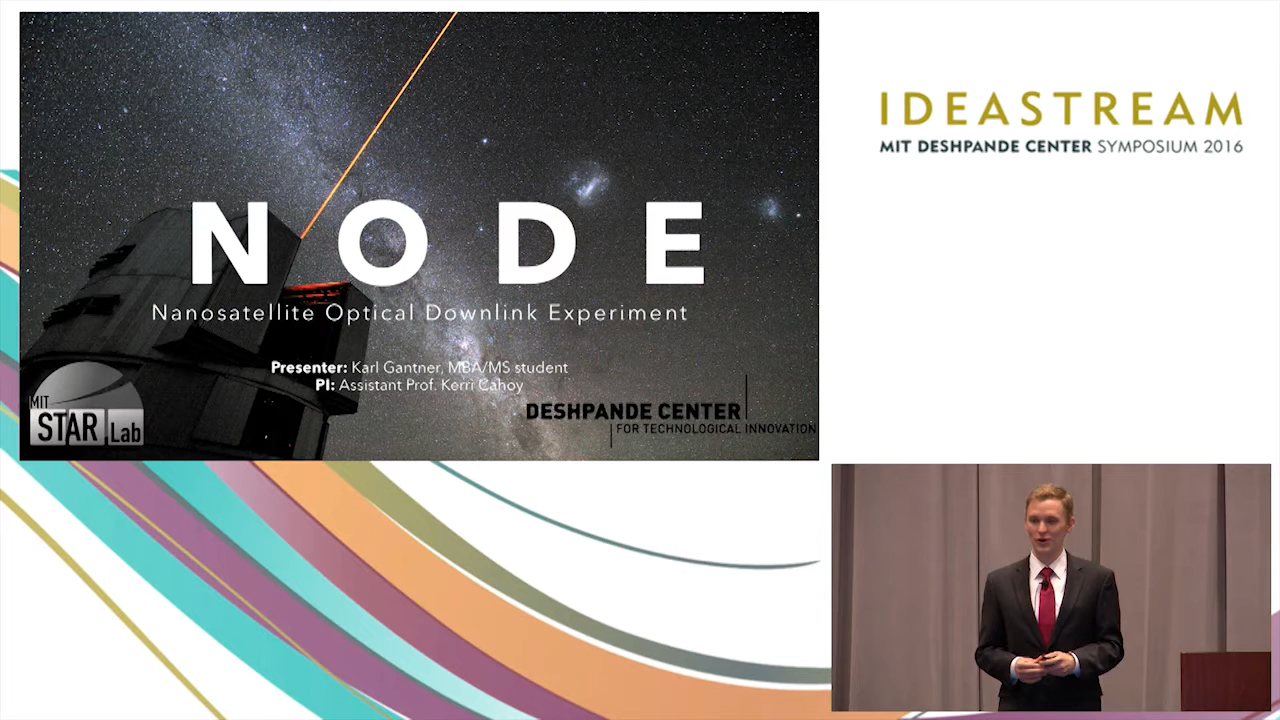 IDEASTREAM
MIT DESHPANDE CENTER SYMPOSIUM 2016
NODE
Nanosatellite Optical Downlink Experiment
Presenter: Karl Gantner, MBA/MS student
PI: Assistant Prof. Kerri Cahoy
MIT
STAR Lab
DESHPANDE CENTER
FOR TECHNOLOGICAL INNOVATION